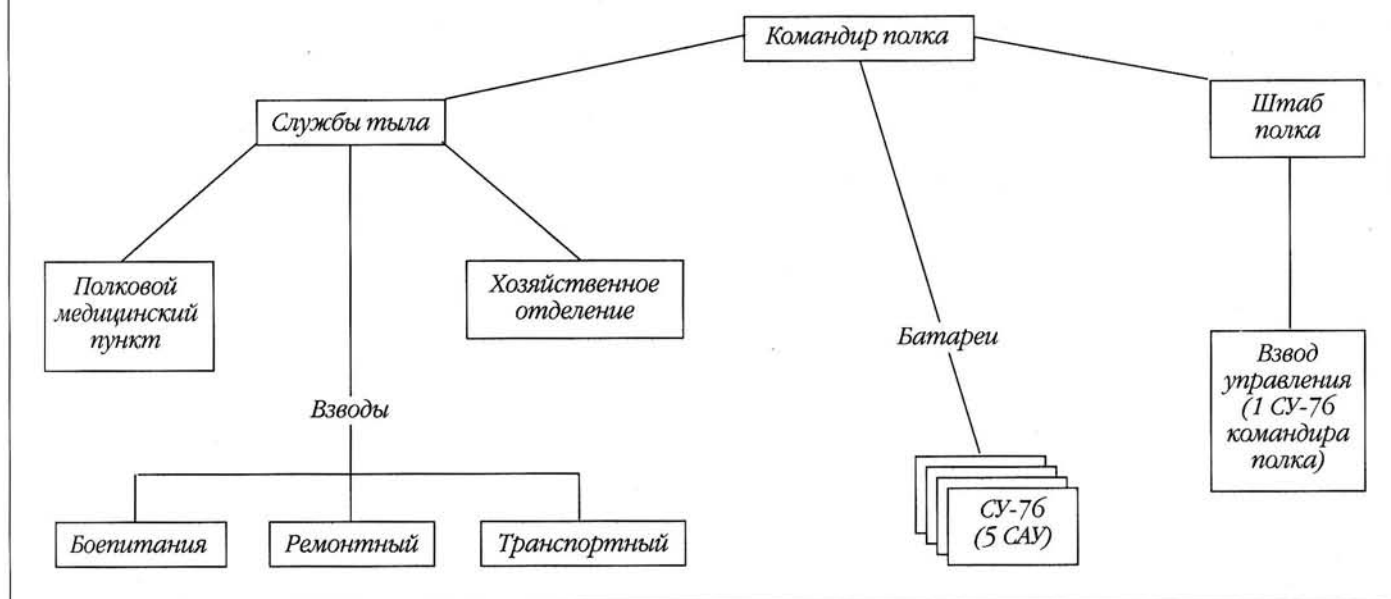 Командир полка
Службы тыла
Штаб
полка
Полковой
медицинский
пункт
Хозяйственное
отделение
Батареи
Взвод
управления
(1 СУ-76
командира
полка)
Взводы
СУ-76
(5 САУ)
Боепитания
Ремонтный
Транспортный